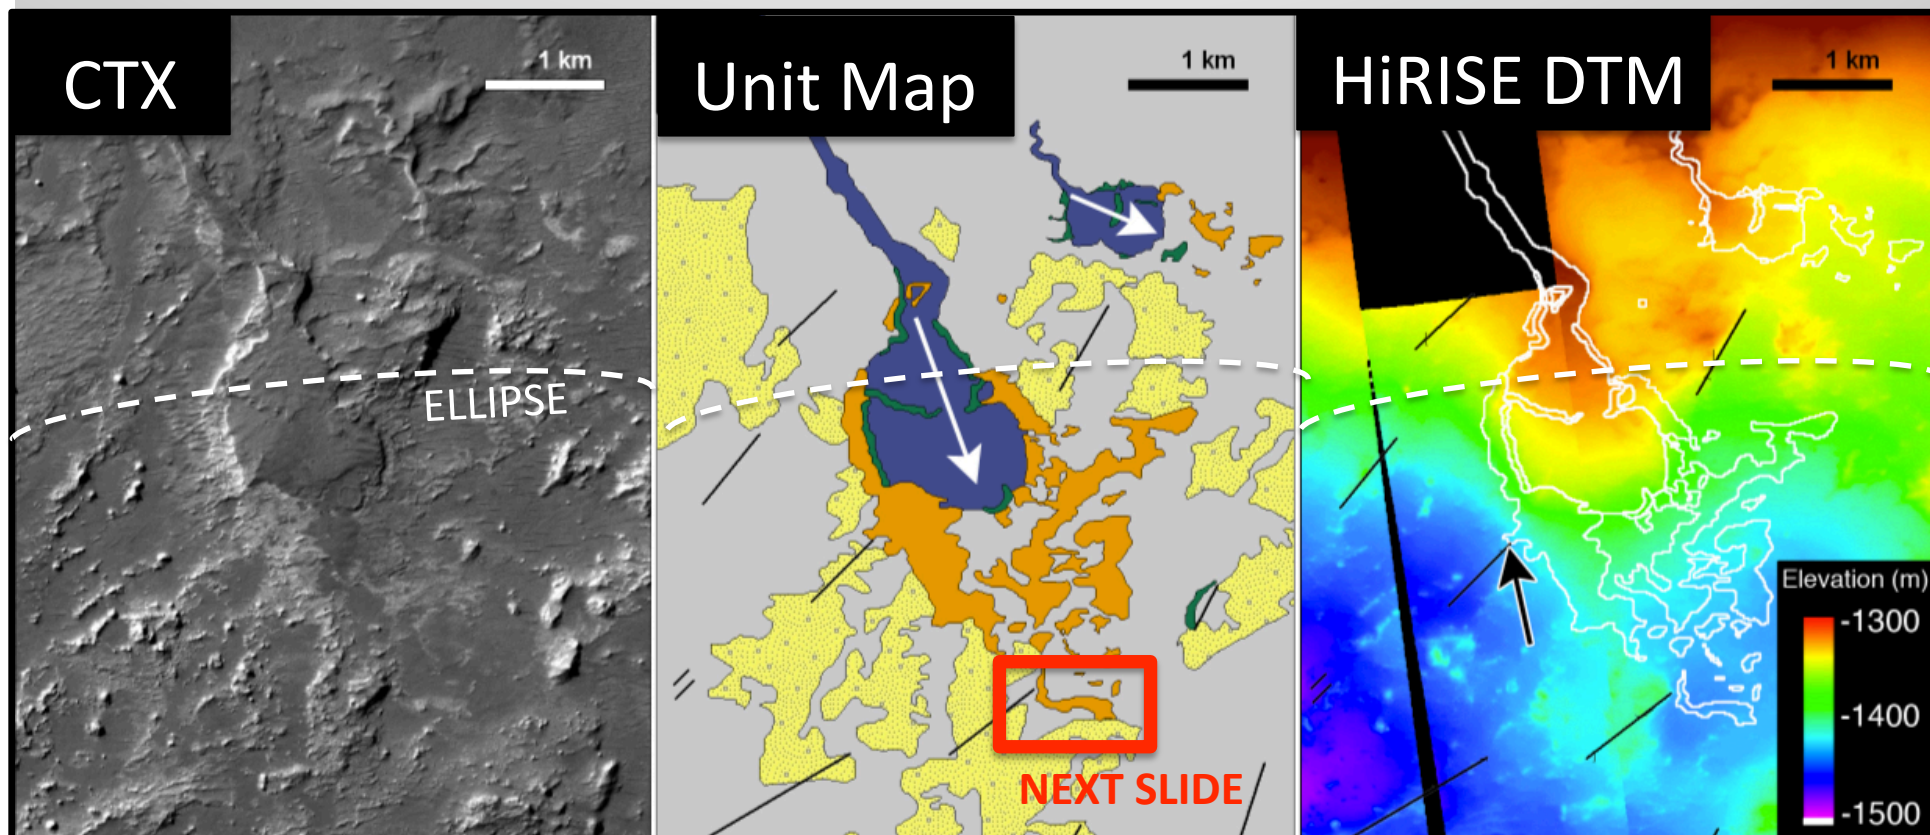 CTX
1 km
ELLIPSE
Unit Map
1 km
NEXT SLIDE
HiRISE DTM
1 km
Elevation (m)
-1300
-1400
-1500